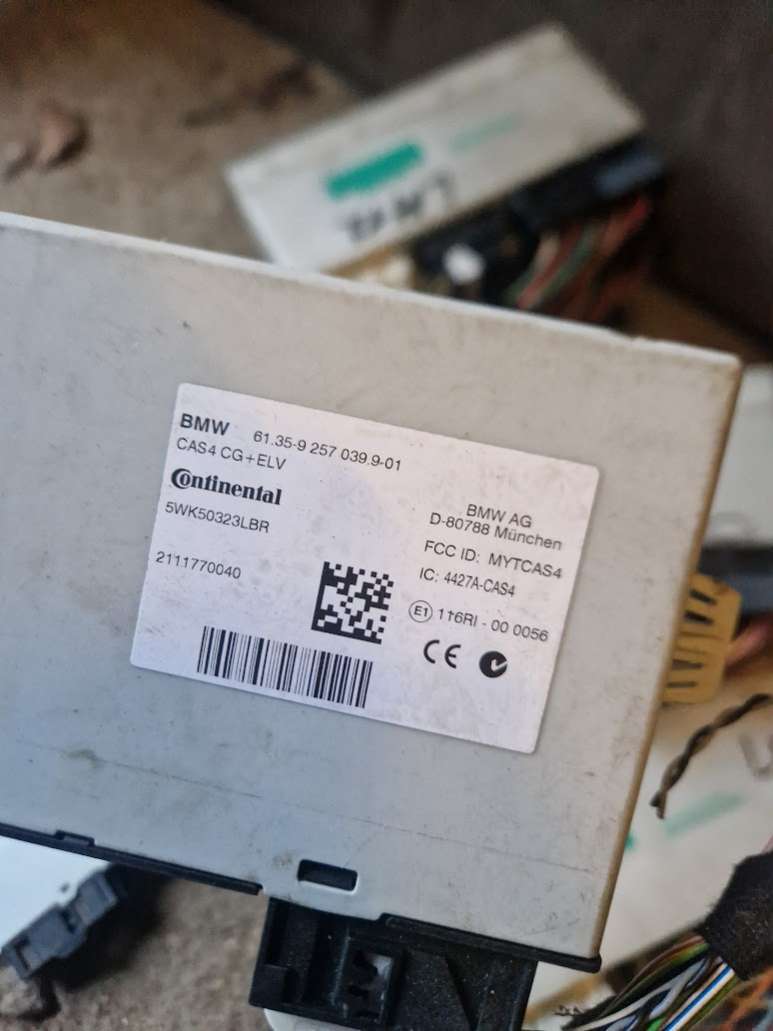 BMW 61.35-9 257 039.9-01
CAS4 CG+ELV
Continental
5WK50323LBR
2111770040
BMW AG
D-80788 München
FCC ID: MYTCAS4
IC: 4427A-CAS4
E1 116RI - 00 0056
CE